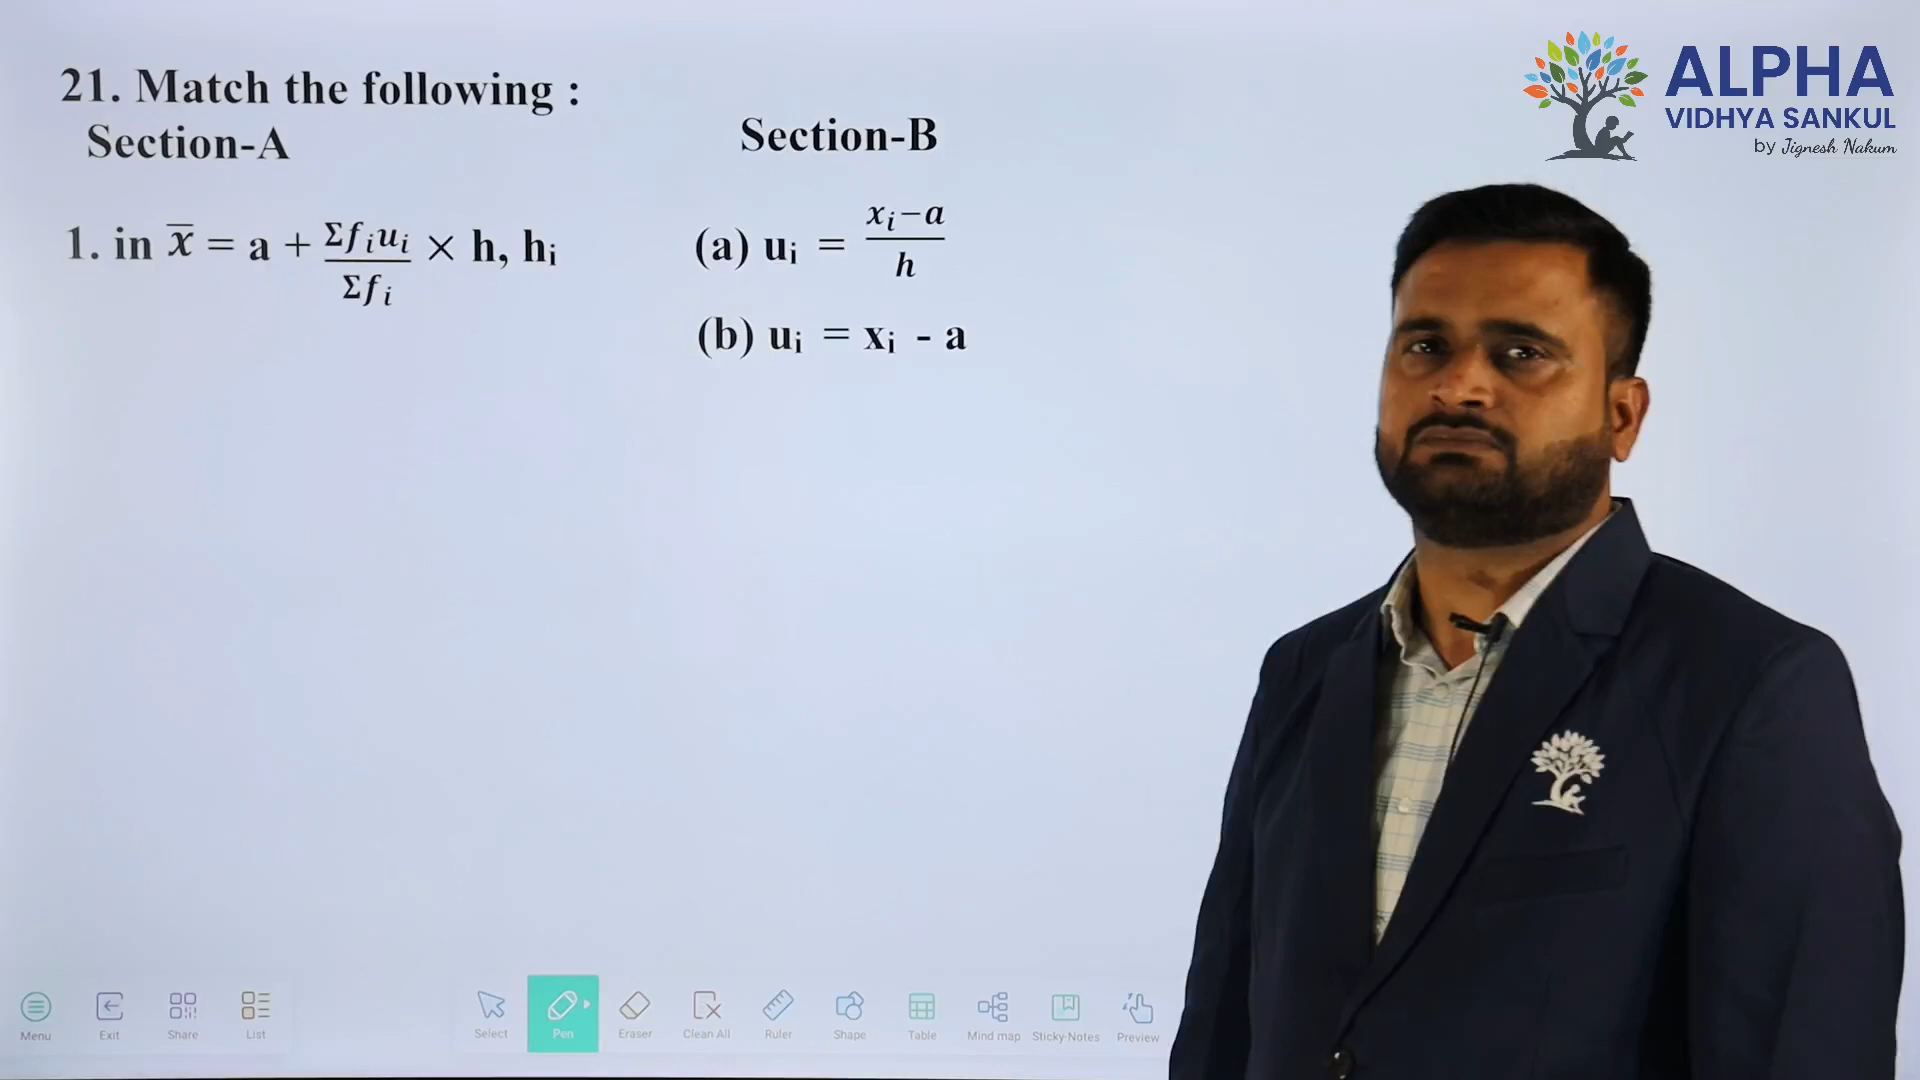 21. Match the following :
Section-A
Section-B
1. in x̅ = a + Σfᵢuᵢ / Σfᵢ × h, hᵢ
(a) uᵢ = xᵢ−a / h
(b) uᵢ = xᵢ - a
ALPHA
VIDHYA SANKUL
by Jignesh Nakum
Menu
Exit
Share
List
Select
Pen
Eraser
Clean All
Ruler
Shape
Table
Mind map
Sticky-Notes
Preview